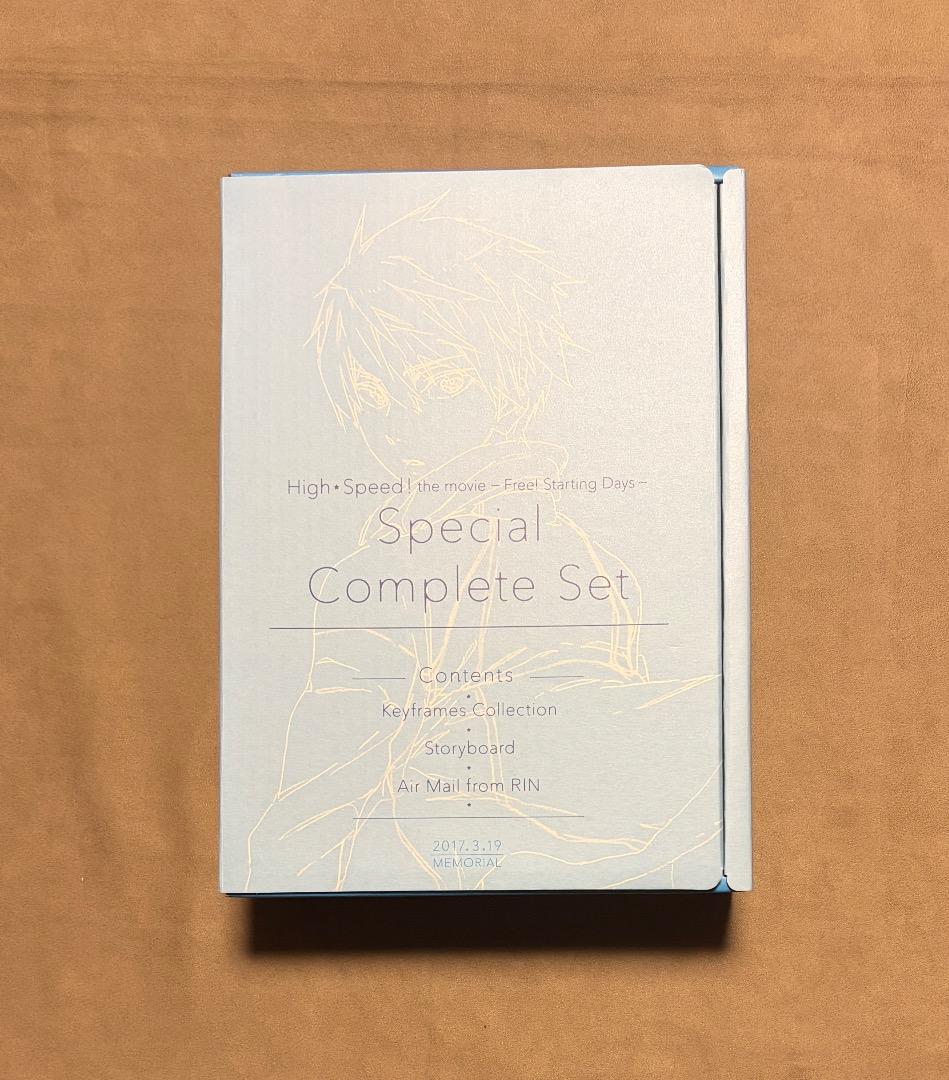 High★Speed! the movie –Free! Starting Days–
Special
Complete Set
Contents
Keyframes Collection
Storyboard
Air Mail from RIN
2017.3.19
MEMORIAL